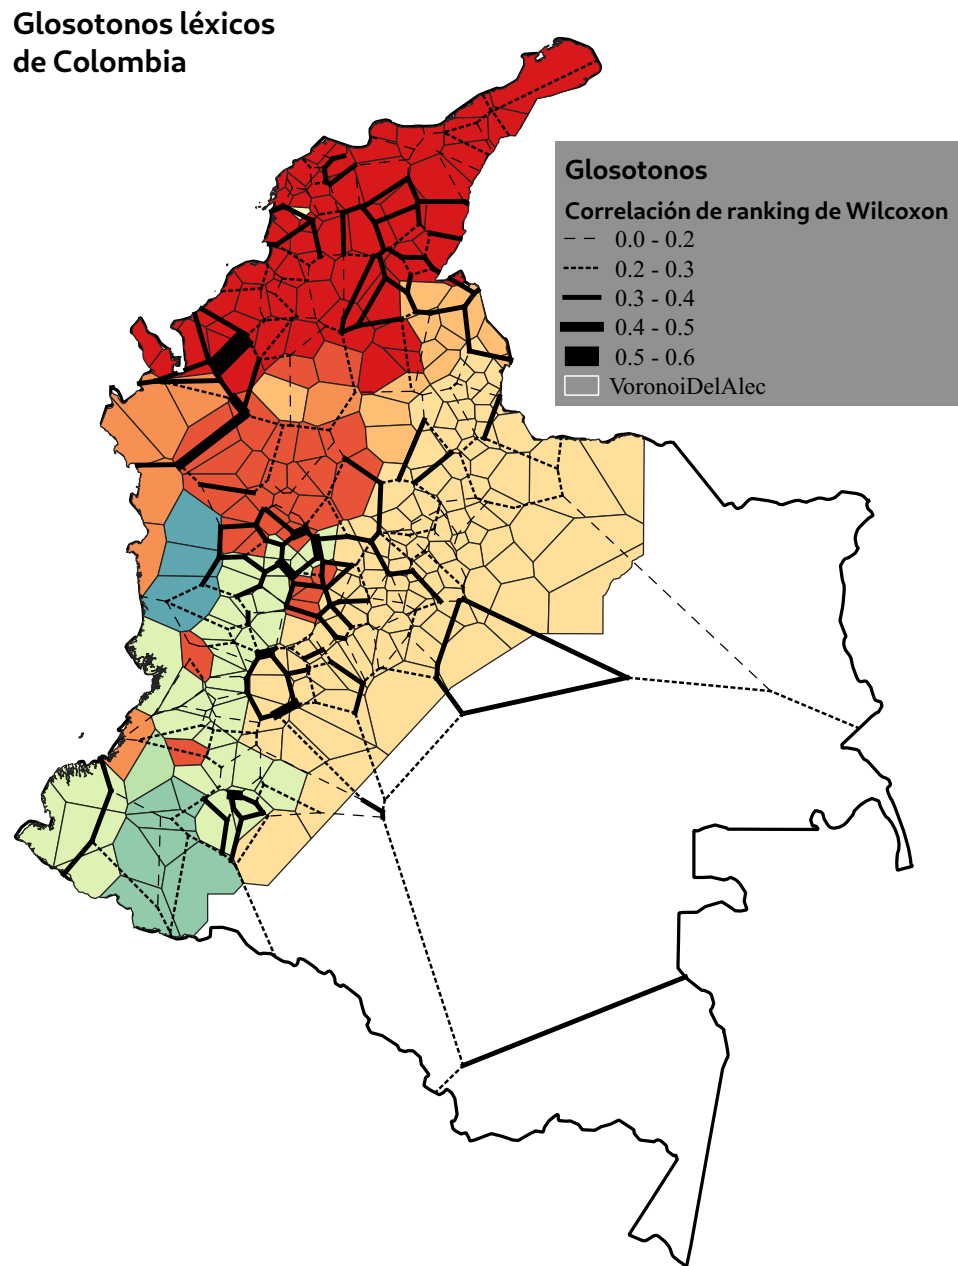 Glosotonos léxicos
de Colombia
Glosotonos
Correlación de ranking de Wilcoxon
0.0 - 0.2
0.2 - 0.3
0.3 - 0.4
0.4 - 0.5
0.5 - 0.6
VoronoiDelAlec